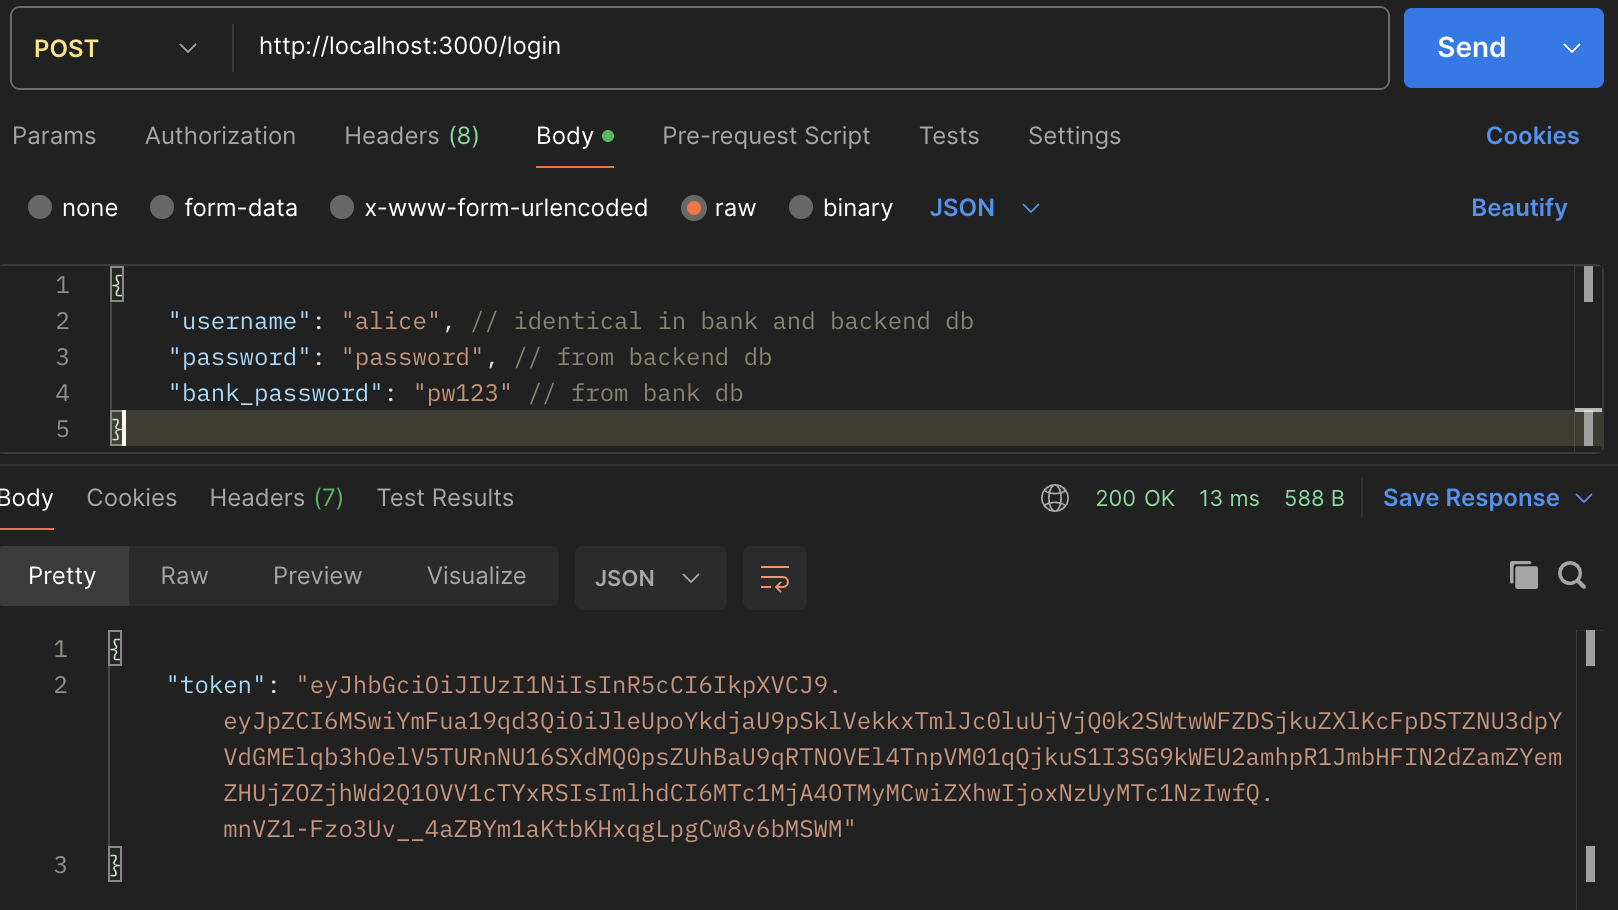 POST http://localhost:3000/login Send
Params Authorization Headers (8) Body Pre-request Script Tests Settings Cookies
none form-data x-www-form-urlencoded raw binary JSON Beautify
1 {
2 "username": "alice", // identical in bank and backend db
3 "password": "password", // from backend db
4 "bank_password": "pw123" // from bank db
5 }
Body Cookies Headers (7) Test Results 200 OK 13 ms 588 B Save Response
Pretty Raw Preview Visualize JSON
1 {
2 "token": "eyJhbGciOiJIUzI1NiIsInR5cCI6IkpXVCJ9.
eyJpZCI6MSwiYmFua19qd3QiOiJleUpoYkdjaU9pSklVekkxTmlJc0luUjVjQ0k2SWtwWFZDSjkuZXlKcFpDSTZNU3dpY
VdGMElqb3hOelV5TURnNU16SXdMQ0psZUhBaU9qRTNOVEl4TnpVM01qQjkuS1I3SG9kWEU2amhpR1JmbHFIN2dZamZYem
ZHUjZOZjhWd2Q1OVV1cTYxRSIsImlhdCI6MTc1MjA4OTMyMCwiZXhwIjoxNzUyMTc1NzIwfQ.
mnVZ1-Fzo3Uv__4aZBYm1aKtbKHxqgLpgCw8v6bMSWM"
3 }